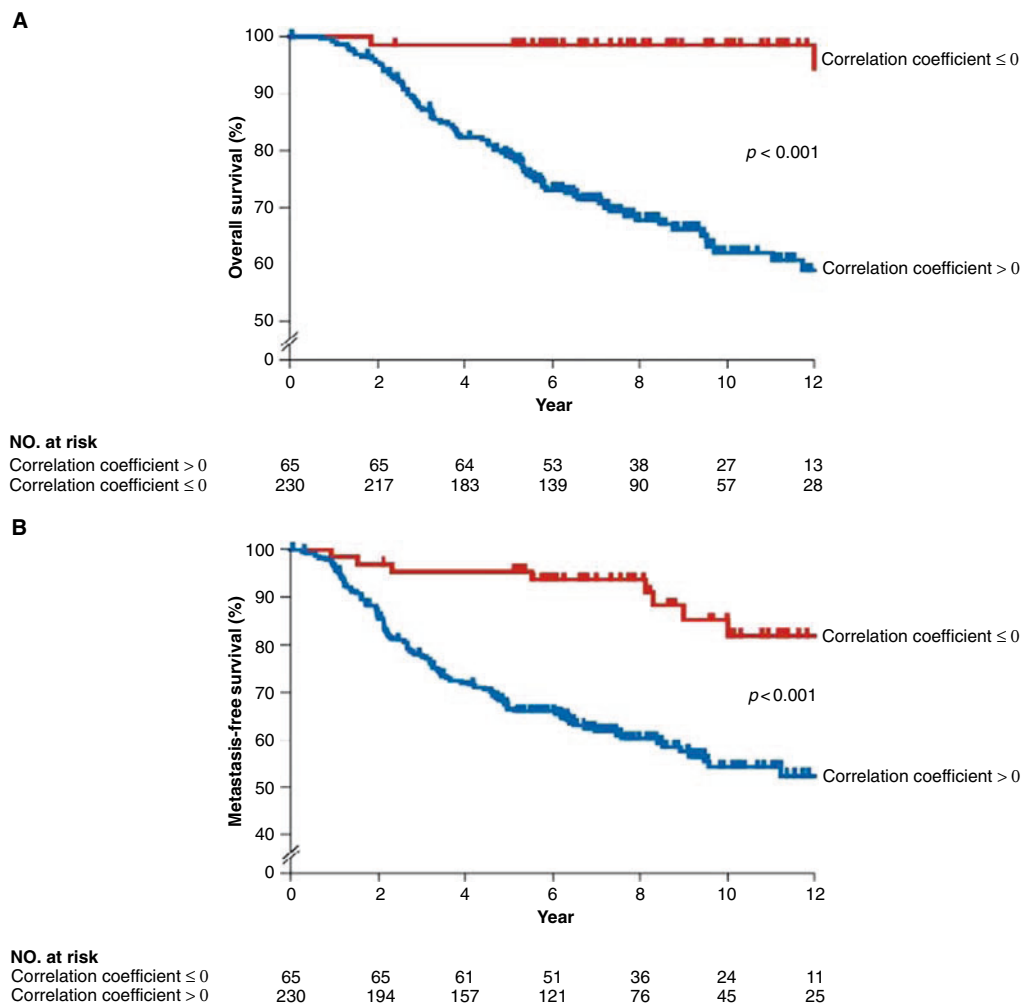 A
100
90
80
70
60
50
0
Overall survival (%)
0 2 4 6 8 10 12
Year
Correlation coefficient ≤ 0
p < 0.001
Correlation coefficient > 0
NO. at risk
Correlation coefficient > 0 65 65 64 53 38 27 13
Correlation coefficient ≤ 0 230 217 183 139 90 57 28
B
100
90
80
70
60
50
40
0
Metastasis-free survival (%)
0 2 4 6 8 10 12
Year
Correlation coefficient ≤ 0
p < 0.001
Correlation coefficient > 0
NO. at risk
Correlation coefficient ≤ 0 65 65 61 51 36 24 11
Correlation coefficient > 0 230 194 157 121 76 45 25